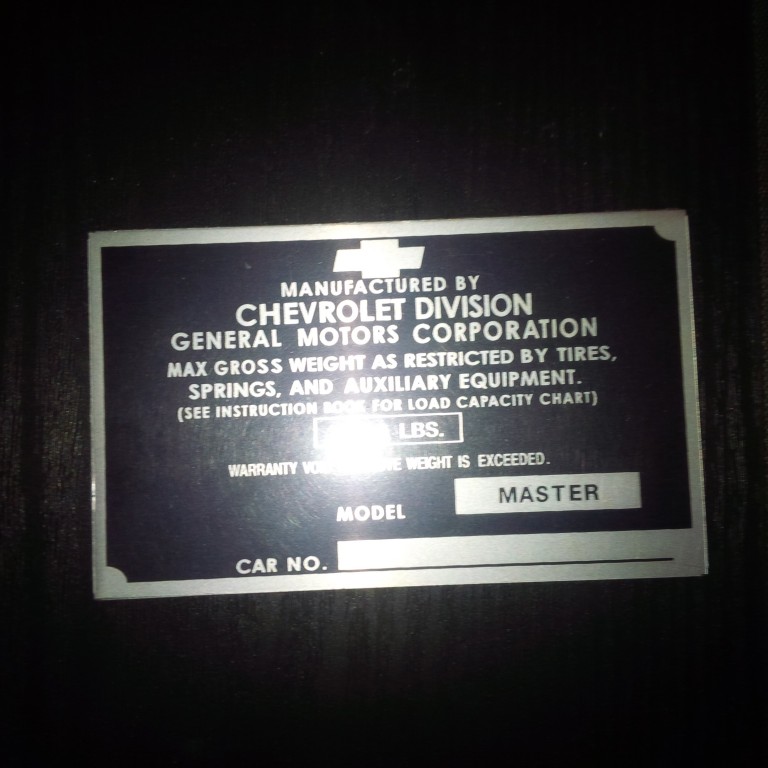 MANUFACTURED BY
CHEVROLET DIVISION
GENERAL MOTORS CORPORATION
MAX GROSS WEIGHT AS RESTRICTED BY TIRES,
SPRINGS, AND AUXILIARY EQUIPMENT.
(SEE INSTRUCTION BOOK FOR LOAD CAPACITY CHART)
LBS.
WARRANTY WEIGHT IS EXCEEDED.
MODEL MASTER
CAR NO.